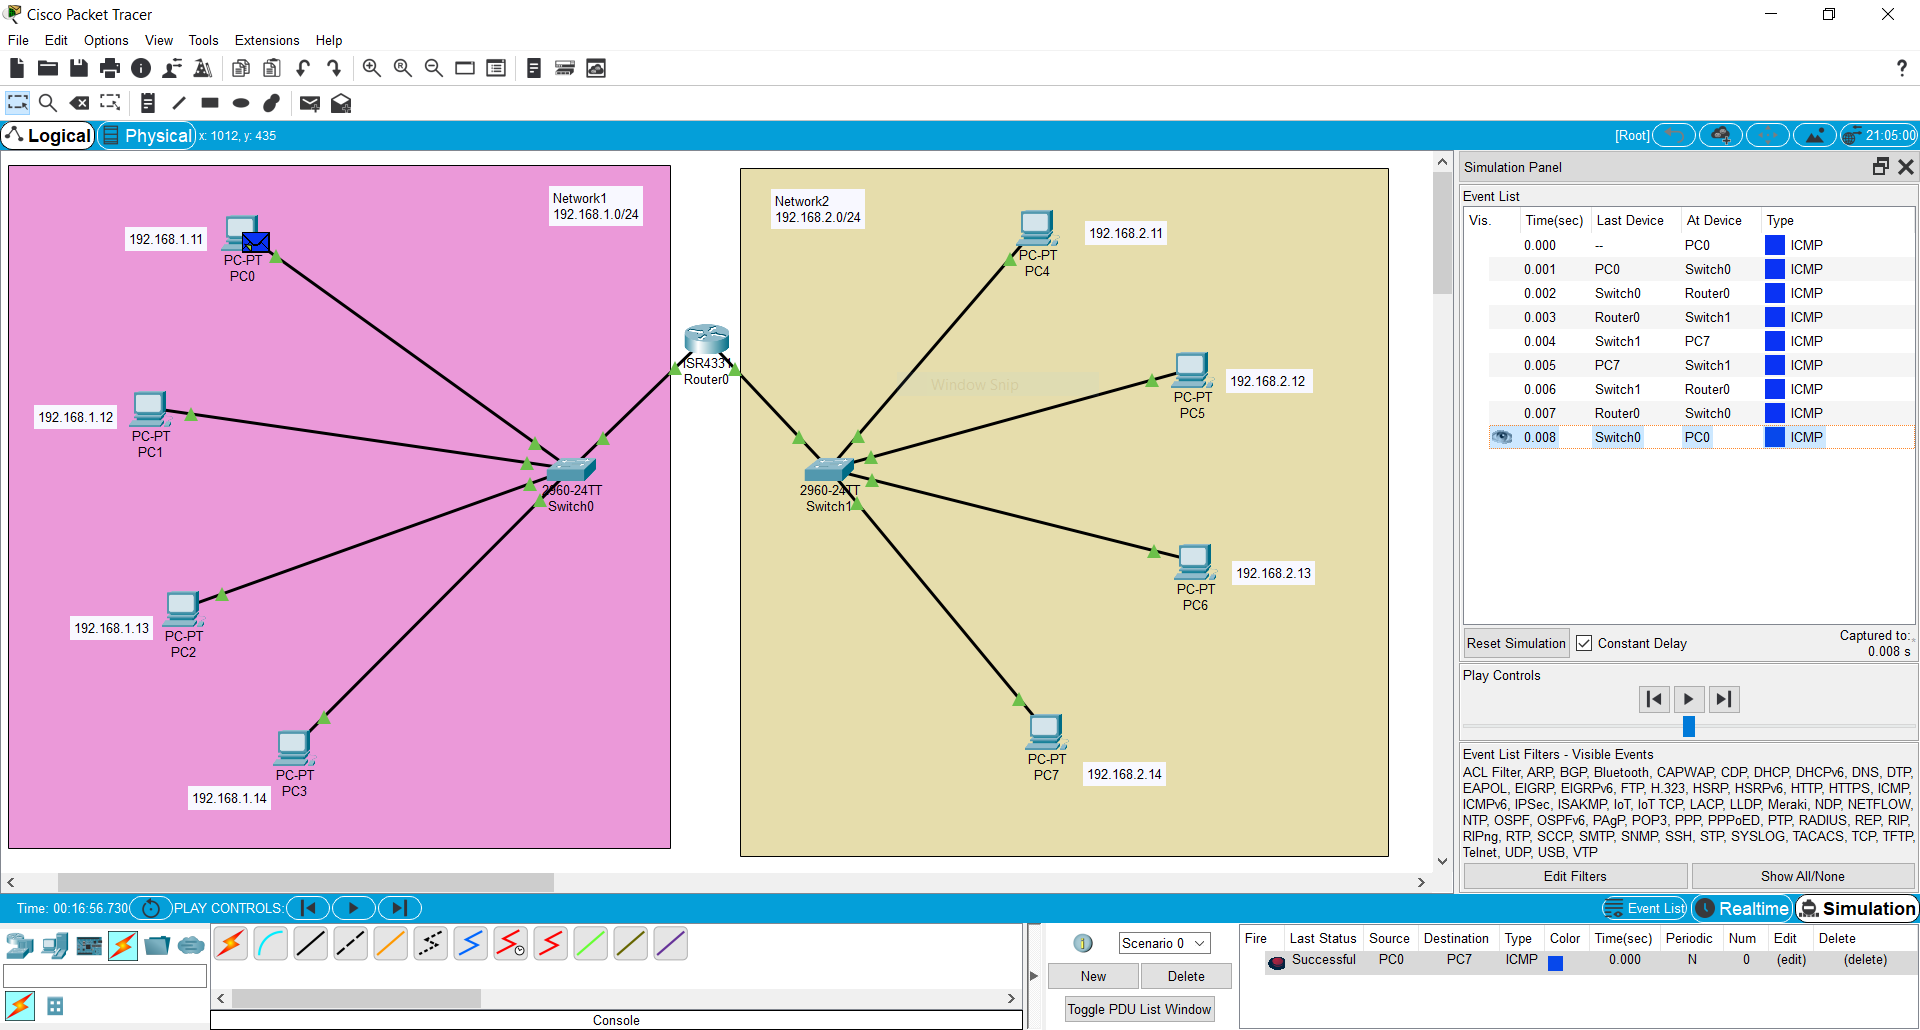 Cisco Packet Tracer
File Edit Options View Tools Extensions Help
?
Logical Physical x: 1012, y: 435 [Root] 21:05:00
Network1
192.168.1.0/24
Network2
192.168.2.0/24
192.168.1.11
PC-PT
PC0
192.168.1.12
PC-PT
PC1
192.168.1.13
PC-PT
PC2
192.168.1.14
PC-PT
PC3
2960-24TT
Switch0
ISR4331
Router0
2960-24TT
Switch1
192.168.2.11
PC-PT
PC4
Window Snip
192.168.2.12
PC-PT
PC5
192.168.2.13
PC-PT
PC6
192.168.2.14
PC-PT
PC7
Simulation Panel
Event List
Vis. Time(sec) Last Device At Device Type
0.000 -- PC0 ICMP
0.001 PC0 Switch0 ICMP
0.002 Switch0 Router0 ICMP
0.003 Router0 Switch1 ICMP
0.004 Switch1 PC7 ICMP
0.005 PC7 Switch1 ICMP
0.006 Switch1 Router0 ICMP
0.007 Router0 Switch0 ICMP
0.008 Switch0 PC0 ICMP
Reset Simulation Constant Delay Captured to:
0.008 s
Play Controls
Event List Filters - Visible Events
ACL Filter, ARP, BGP, Bluetooth, CAPWAP, CDP, DHCP, DHCPv6, DNS, DTP,
EAPOL, EIGRP, EIGRPv6, FTP, H.323, HSRP, HSRPv6, HTTP, HTTPS, ICMP,
ICMPv6, IPSec, ISAKMP, IoT, IoT TCP, LACP, LLDP, Meraki, NDP, NETFLOW,
NTP, OSPF, OSPFv6, PAgP, POP3, PPP, PPPoED, PTP, RADIUS, REP, RIP,
RIPng, RTP, SCCP, SMTP, SNMP, SSH, STP, SYSLOG, TACACS, TCP, TFTP,
Telnet, UDP, USB, VTP
Edit Filters Show All/None
Time: 00:16:56.730 PLAY CONTROLS: Event List Realtime Simulation
Console
Scenario 0
New Delete
Toggle PDU List Window
Fire Last Status Source Destination Type Color Time(sec) Periodic Num Edit Delete
Successful PC0 PC7 ICMP 0.000 N 0 (edit) (delete)